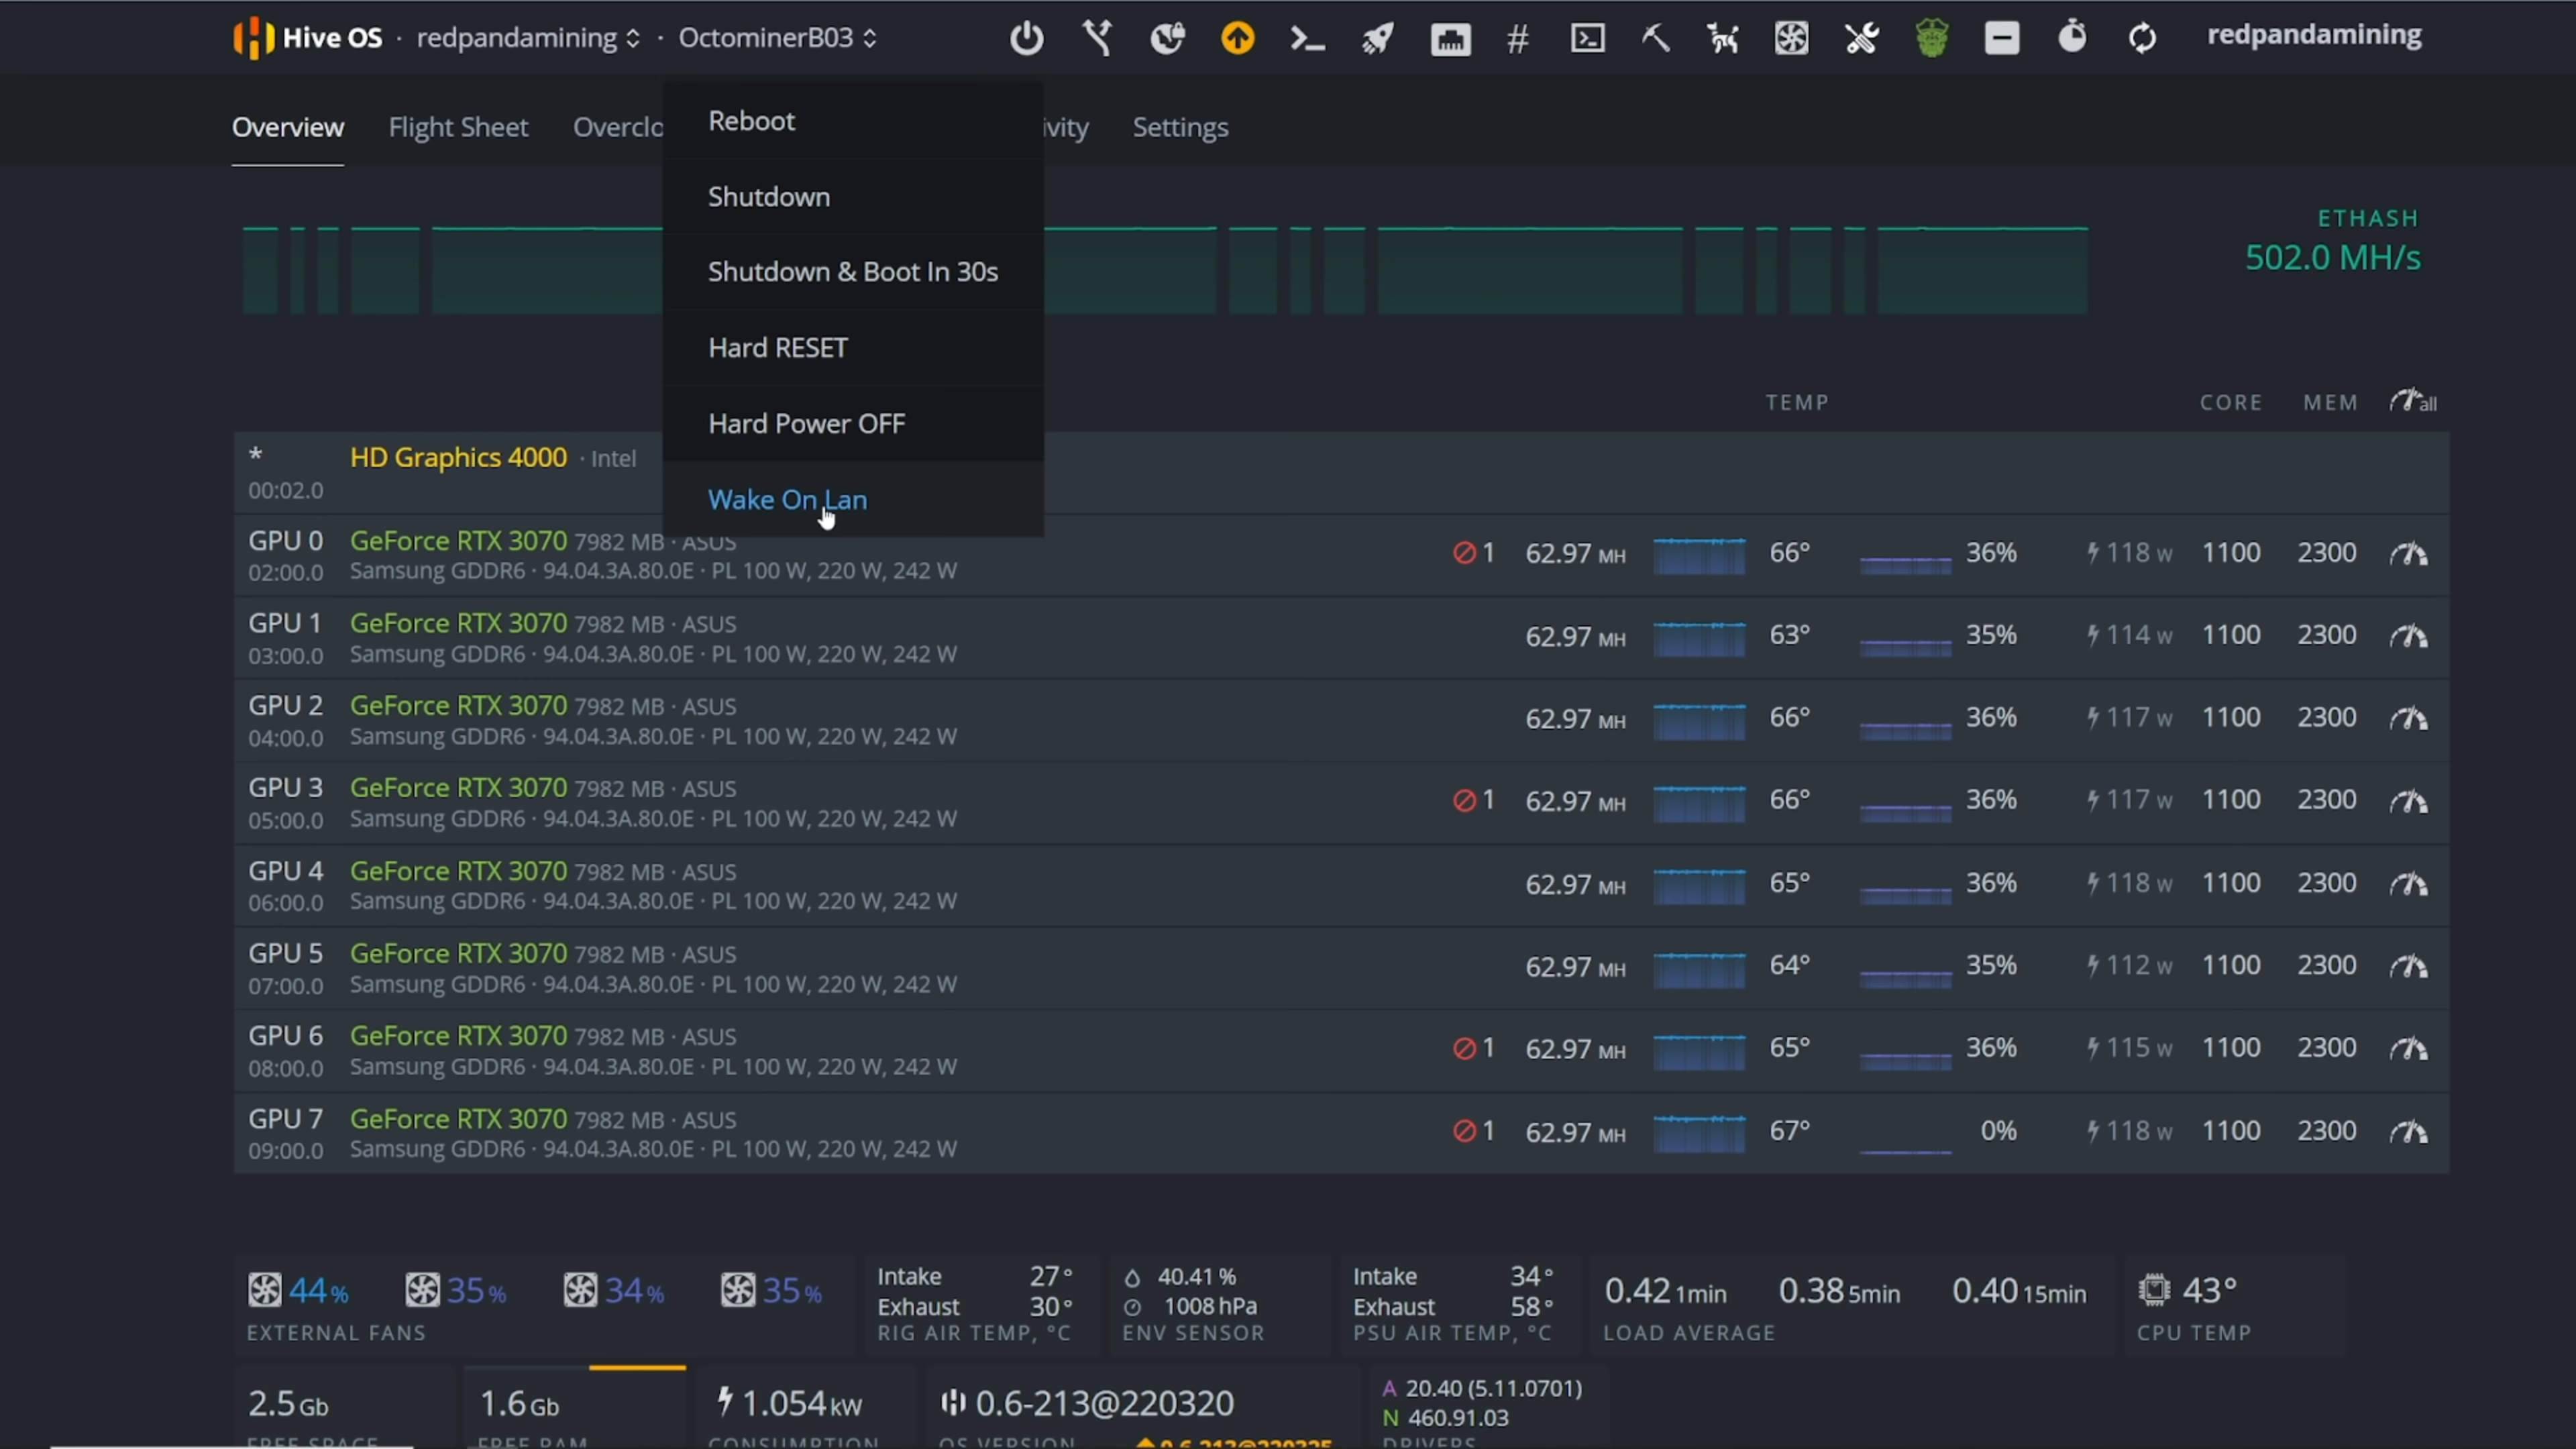 Hive OS · redpandamining · OctominerB03
redpandamining
Overview Flight Sheet Overclo ivity Settings
Reboot
Shutdown
Shutdown & Boot In 30s
Hard RESET
Hard Power OFF
Wake On Lan
ETHASH
502.0 MH/s
TEMP CORE MEM all
* HD Graphics 4000 · Intel
00:02.0
GPU 0 GeForce RTX 3070 7982 MB · ASUS 1 62.97 MH 66° 36% 118 W 1100 2300
02:00.0 Samsung GDDR6 · 94.04.3A.80.0E · PL 100 W, 220 W, 242 W
GPU 1 GeForce RTX 3070 7982 MB · ASUS 62.97 MH 63° 35% 114 W 1100 2300
03:00.0 Samsung GDDR6 · 94.04.3A.80.0E · PL 100 W, 220 W, 242 W
GPU 2 GeForce RTX 3070 7982 MB · ASUS 62.97 MH 66° 36% 117 W 1100 2300
04:00.0 Samsung GDDR6 · 94.04.3A.80.0E · PL 100 W, 220 W, 242 W
GPU 3 GeForce RTX 3070 7982 MB · ASUS 1 62.97 MH 66° 36% 117 W 1100 2300
05:00.0 Samsung GDDR6 · 94.04.3A.80.0E · PL 100 W, 220 W, 242 W
GPU 4 GeForce RTX 3070 7982 MB · ASUS 62.97 MH 65° 36% 118 W 1100 2300
06:00.0 Samsung GDDR6 · 94.04.3A.80.0E · PL 100 W, 220 W, 242 W
GPU 5 GeForce RTX 3070 7982 MB · ASUS 62.97 MH 64° 35% 112 W 1100 2300
07:00.0 Samsung GDDR6 · 94.04.3A.80.0E · PL 100 W, 220 W, 242 W
GPU 6 GeForce RTX 3070 7982 MB · ASUS 1 62.97 MH 65° 36% 115 W 1100 2300
08:00.0 Samsung GDDR6 · 94.04.3A.80.0E · PL 100 W, 220 W, 242 W
GPU 7 GeForce RTX 3070 7982 MB · ASUS 1 62.97 MH 67° 0% 118 W 1100 2300
09:00.0 Samsung GDDR6 · 94.04.3A.80.0E · PL 100 W, 220 W, 242 W
44% 35% 34% 35%
EXTERNAL FANS
Intake 27°
Exhaust 30°
RIG AIR TEMP, °C
40.41 %
1008 hPa
ENV SENSOR
Intake 34°
Exhaust 58°
PSU AIR TEMP, °C
0.42 1min 0.38 5min 0.40 15min
LOAD AVERAGE
43°
CPU TEMP
2.5 Gb
FREE SPACE
1.6 Gb
FREE RAM
1.054 kW
CONSUMPTION
0.6-213@220320
OS VERSION 0.6-213@220325
A 20.40 (5.11.0701)
N 460.91.03
DRIVERS